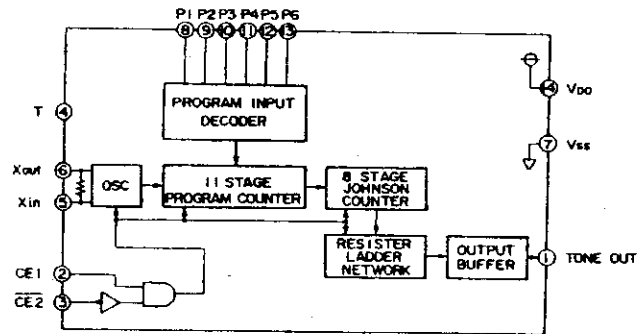 P1 P2 P3 P4 P5 P6
8 9 10 11 12 13
PROGRAM INPUT
DECODER
14 VDD
T 4
7 VSS
Xout 6
OSC
11 STAGE
PROGRAM COUNTER
8 STAGE
JOHNSON
COUNTER
Xin 5
RESISTER
LADDER
NETWORK
OUTPUT
BUFFER
1 TONE OUT
CE1 2
CE2 3